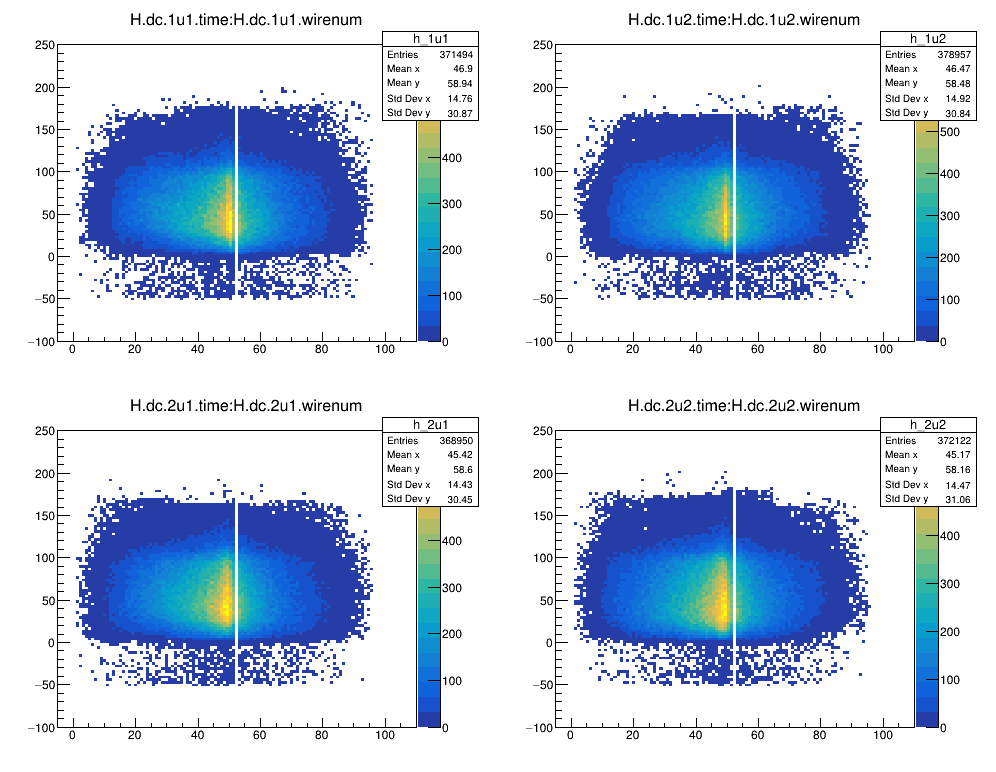 H.dc.1u1.time:H.dc.1u1.wirenum
h_1u1
Entries 371494
Mean x 46.9
Mean y 58.94
Std Dev x 14.76
Std Dev y 30.87
250
200
150
100
50
0
−50
−100
0 20 40 60 80 100
400
300
200
100
0
H.dc.1u2.time:H.dc.1u2.wirenum
h_1u2
Entries 378957
Mean x 46.47
Mean y 58.48
Std Dev x 14.92
Std Dev y 30.84
250
200
150
100
50
0
−50
−100
0 20 40 60 80 100
500
400
300
200
100
0
H.dc.2u1.time:H.dc.2u1.wirenum
h_2u1
Entries 368950
Mean x 45.42
Mean y 58.6
Std Dev x 14.43
Std Dev y 30.45
250
200
150
100
50
0
−50
−100
0 20 40 60 80 100
400
300
200
100
0
H.dc.2u2.time:H.dc.2u2.wirenum
h_2u2
Entries 372122
Mean x 45.17
Mean y 58.16
Std Dev x 14.47
Std Dev y 31.06
250
200
150
100
50
0
−50
−100
0 20 40 60 80 100
400
300
200
100
0